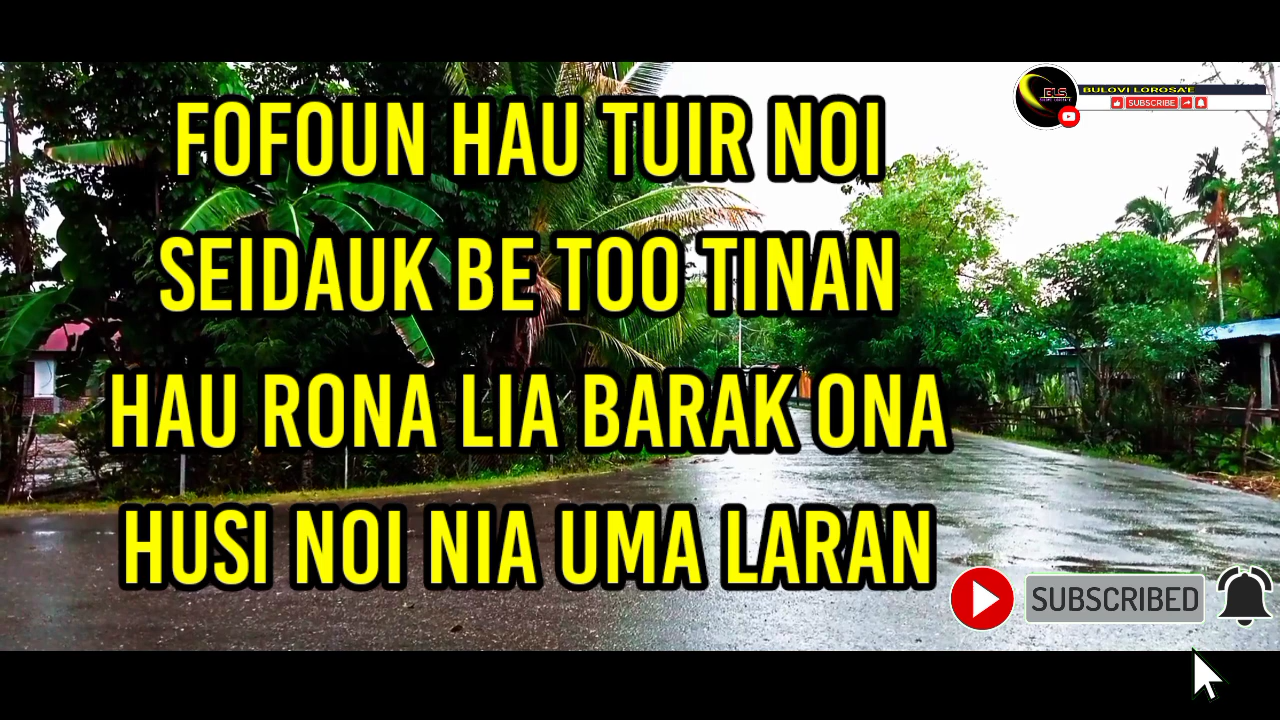 BULOVI LOROSA'E
SUBSCRIBE
FOFOUN HAU TUIR NOI
SEIDAUK BE TOO TINAN
HAU RONA LIA BARAK ONA
HUSI NOI NIA UMA LARAN
SUBSCRIBED